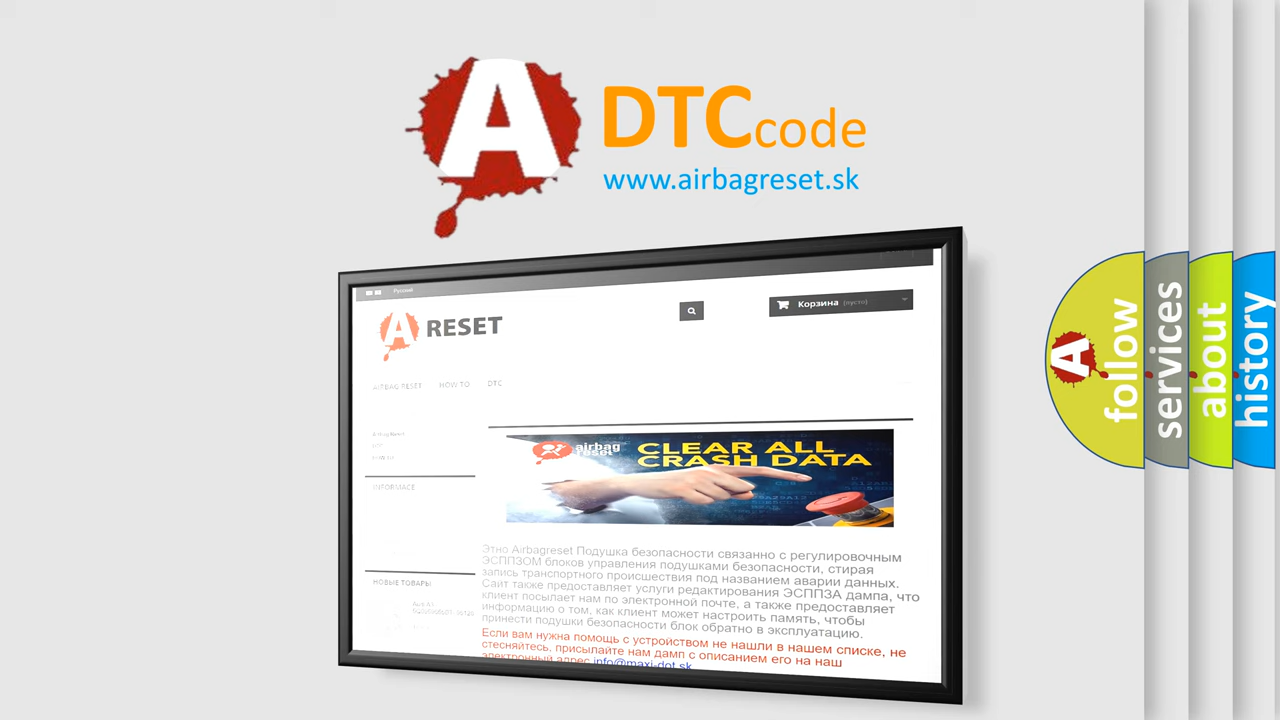 A
DTCcode
www.airbagreset.sk
Русский
A RESET
Корзина (пусто)
AIRBAG RESET HOW TO DTC
Airbag Reset
DTC
HOW TO
INFORMACE
airbag
reset
CLEAR ALL
CRASH DATA
Этно Airbagreset Подушка безопасности связанно с регулировочным
ЭСППЗОМ блоков управления подушками безопасности, стирая
запись транспортного происшествия под названием аварии данных.
Сайт также предоставляет услуги редактирования ЭСППЗА дампа, что
клиент посылает нам по электронной почте, а также предоставляет
информацию о том, как клиент может настроить память, чтобы
принести подушки безопасности блок обратно в эксплуатацию.
Если вам нужна помощь с устройством не нашли в нашем списке, не
стесняйтесь, присылайте нам дамп с описанием его на наш
электронный адрес info@maxi-dot.sk
НОВЫЕ ТОВАРЫ
A
follow
services
about
history